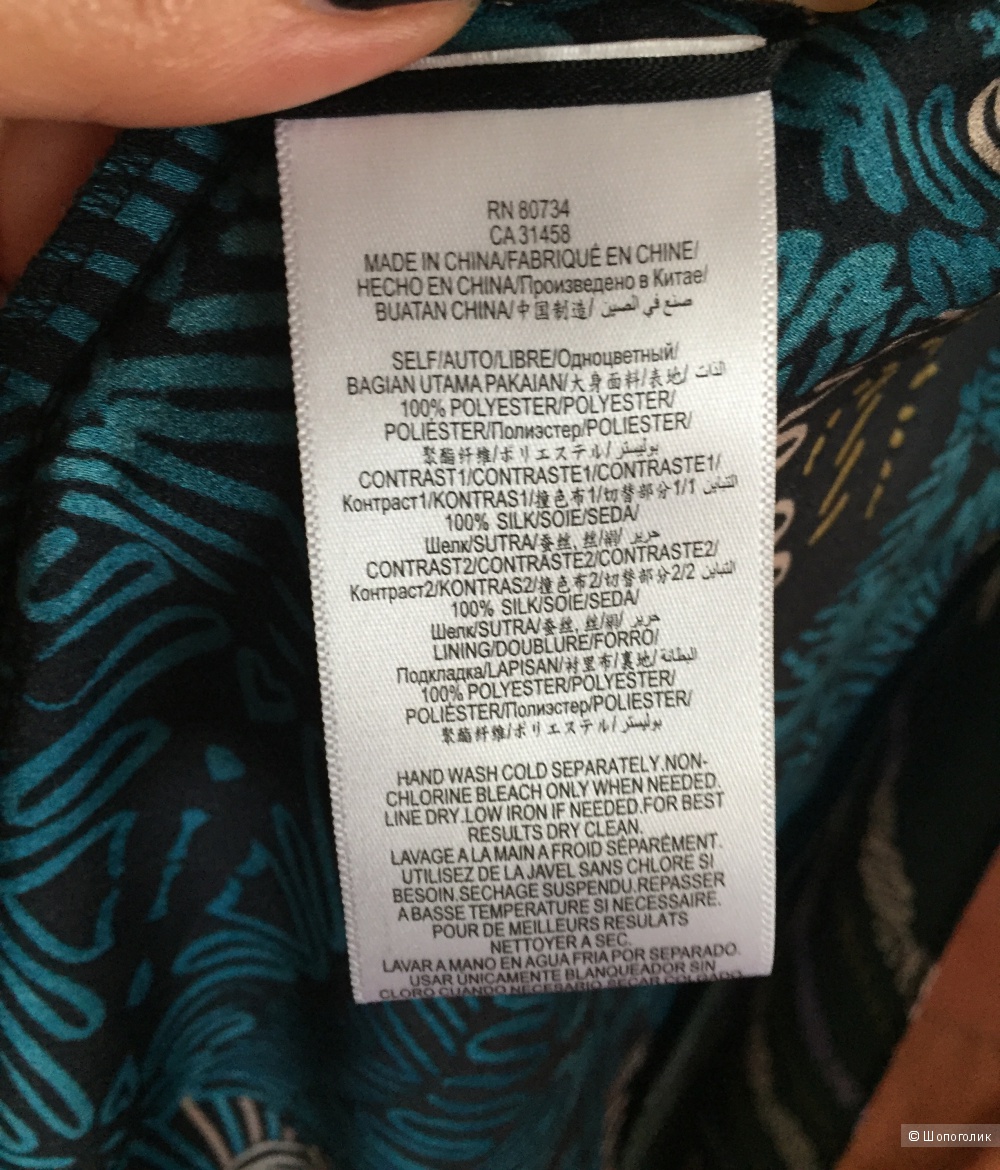 RN 80734
CA 31458
MADE IN CHINA/FABRIQUÉ EN CHINE/
HECHO EN CHINA/Произведено в Китае/
BUATAN CHINA/中国制造/ صنع في الصين
SELF/AUTO/LIBRE/Одноцветный/
BAGIAN UTAMA PAKAIAN/大身面料/表地/ الذات
100% POLYESTER/POLYESTER/
POLIÉSTER/Полиэстер/POLIESTER/
聚酯纤维/ポリエステル/ بوليستر
CONTRAST1/CONTRASTE1/CONTRASTE1/
Контраст1/KONTRAS1/撞色布1/切替部分1/1 التباين
100% SILK/SOIE/SEDA/
Шелк/SUTRA/蚕丝, 丝/絹/ حرير
CONTRAST2/CONTRASTE2/CONTRASTE2/
Контраст2/KONTRAS2/撞色布2/切替部分2/2 التباين
100% SILK/SOIE/SEDA/
Шелк/SUTRA/蚕丝, 丝/絹/ حرير
LINING/DOUBLURE/FORRO/
Подкладка/LAPISAN/衬里布/裏地/ البطانة
100% POLYESTER/POLYESTER/
POLIÉSTER/Полиэстер/POLIESTER/
聚酯纤维/ポリエステル/ بوليستر
HAND WASH COLD SEPARATELY.NON-
CHLORINE BLEACH ONLY WHEN NEEDED.
LINE DRY.LOW IRON IF NEEDED.FOR BEST
RESULTS DRY CLEAN.
LAVAGE A LA MAIN A FROID SÉPARÉMENT.
UTILISEZ DE LA JAVEL SANS CHLORE SI
BESOIN.SECHAGE SUSPENDU.REPASSER
A BASSE TEMPERATURE SI NECESSAIRE.
POUR DE MEILLEURS RESULATS
NETTOYER A SEC.
LAVAR A MANO EN AGUA FRIA POR SEPARADO.
USAR UNICAMENTE BLANQUEADOR SIN
CLORO CUANDO NECESARIO SECAR COLGADO
© Шопоголик